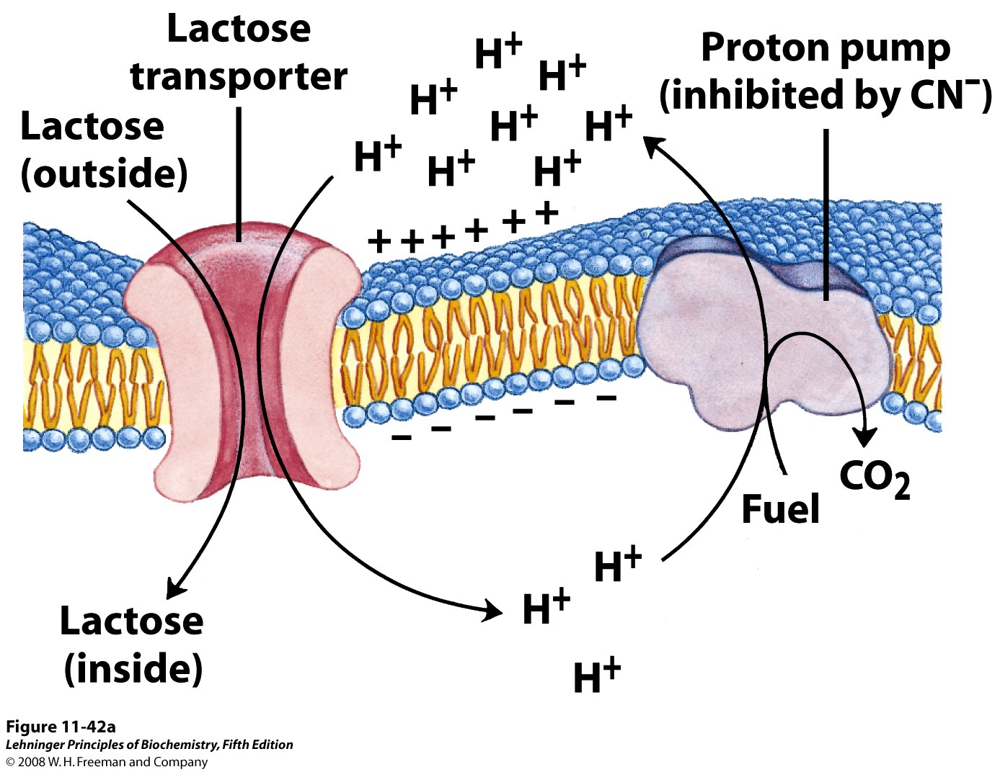 Lactose
transporter
Lactose
(outside)
H⁺
H⁺
H⁺
H⁺
H⁺
H⁺
H⁺
H⁺
Proton pump
(inhibited by CN⁻)
+ + + + + +
– – – – – –
CO₂
Fuel
H⁺
H⁺
H⁺
Lactose
(inside)
Figure 11-42a
Lehninger Principles of Biochemistry, Fifth Edition
© 2008 W. H. Freeman and Company